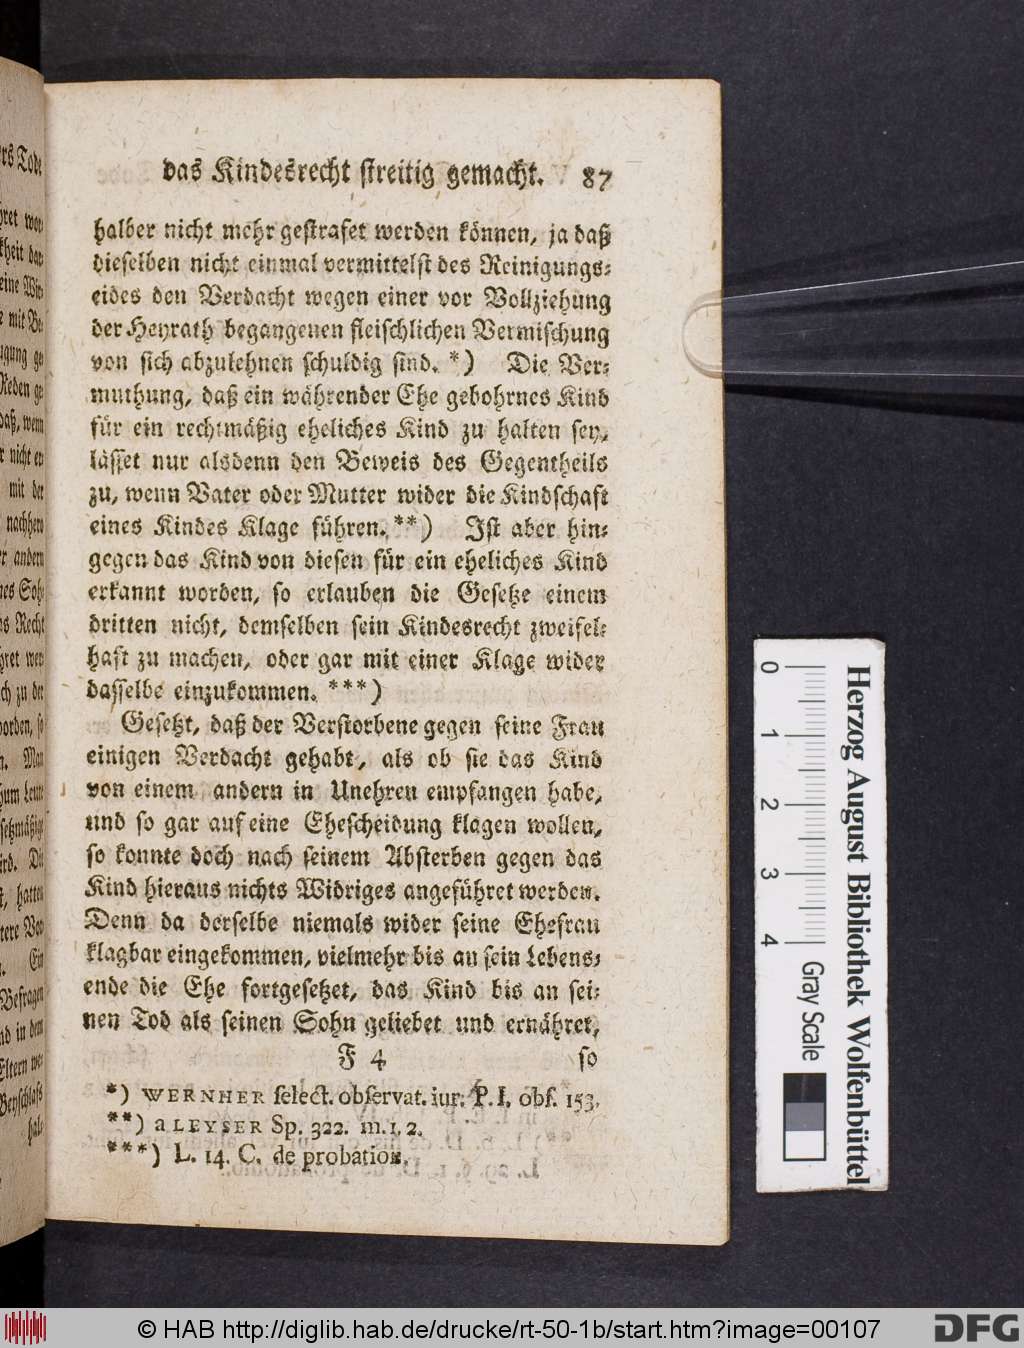 das Kindesrecht streitig gemacht. 87
halber nicht mehr gestrafet werden können, ja daß
dieselben nicht einmal vermittelst des Reinigungs-
eides den Verdacht wegen einer vor Vollziehung
der Heyrath begangenen fleischlichen Vermischung
von sich abzulehnen schuldig sind. *) Die Ver-
muthung, daß ein währender Ehe gebohrnes Kind
für ein rechtmäßig eheliches Kind zu halten sey,
lässet nur alsdenn den Beweis des Gegentheils
zu, wenn Vater oder Mutter wider die Kindschaft
eines Kindes Klage führen. **) Ist aber hin-
gegen das Kind von diesen für ein eheliches Kind
erkannt worden, so erlauben die Gesetze einem
dritten nicht, demselben sein Kindesrecht zweifel-
haft zu machen, oder gar mit einer Klage wider
dasselbe einzukommen. ***)
Gesetzt, daß der Verstorbene gegen seine Frau
einigen Verdacht gehabt, als ob sie das Kind
von einem andern in Unehren empfangen habe,
und so gar auf eine Ehescheidung klagen wollen,
so konnte doch nach seinem Absterben gegen das
Kind hieraus nichts Widriges angeführet werden.
Denn da derselbe niemals wider seine Ehefrau
klagbar eingekommen, vielmehr bis an sein Lebens-
ende die Ehe fortgesetzet, das Kind bis an sei-
nen Tod als seinen Sohn geliebet und ernähret,
F 4 so
*) WERNHER select. observat. iur. P. I. obs. 153.
**) a LEYSER Sp. 322. m. 1. 2.
***) L. 14. C. de probation.
0 1 2 3 4
Gray Scale
Herzog August Bibliothek Wolfenbüttel
© HAB http://diglib.hab.de/drucke/rt-50-1b/start.htm?image=00107
DFG